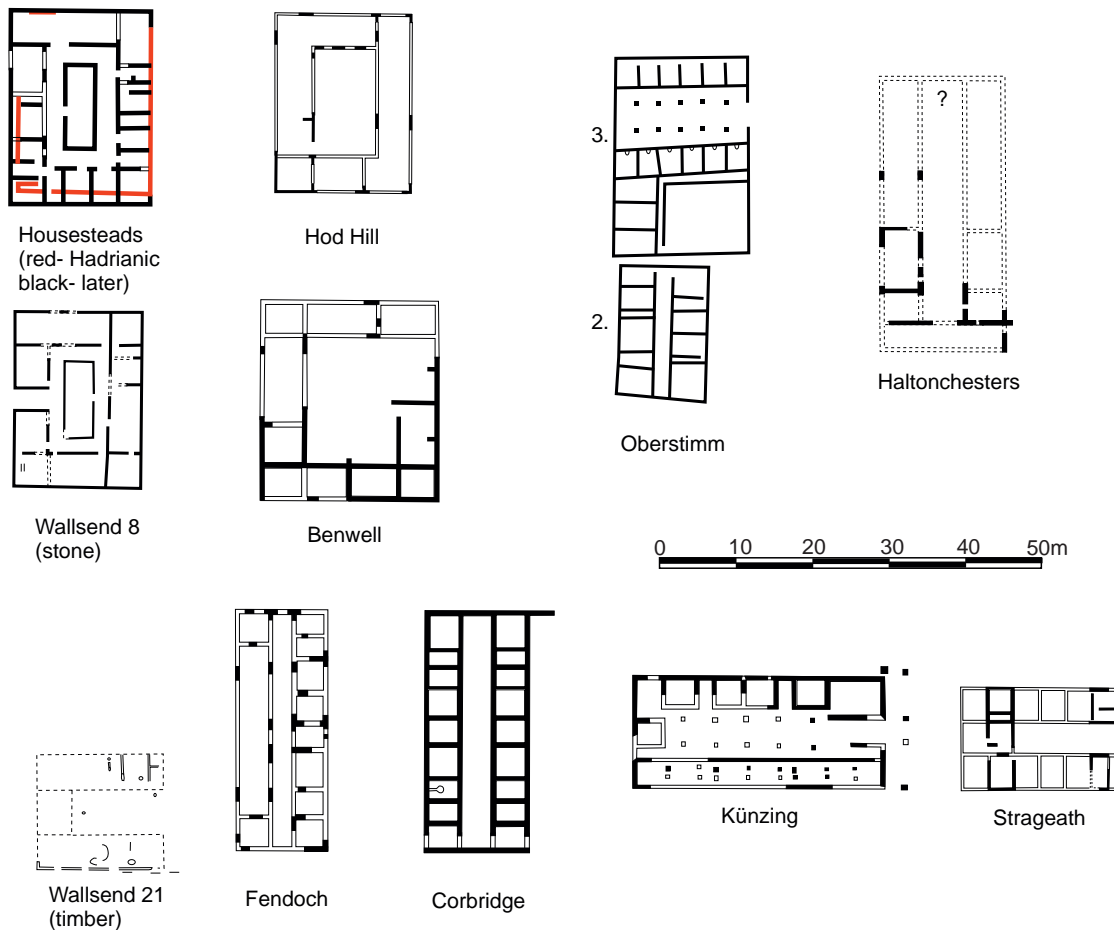 Housesteads
(red- Hadrianic
black- later)
Hod Hill
3.
2.
Oberstimm
?
Haltonchesters
Wallsend 8
(stone)
Benwell
0 10 20 30 40 50m
Wallsend 21
(timber)
Fendoch
Corbridge
Künzing
Strageath